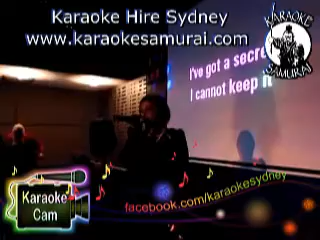 Karaoke Hire Sydney
www.karaokesamurai.com
KARAOKE
SAMURAI
I've got a secre
I cannot keep it
Karaoke
Cam
facebook.com/karaokesydney